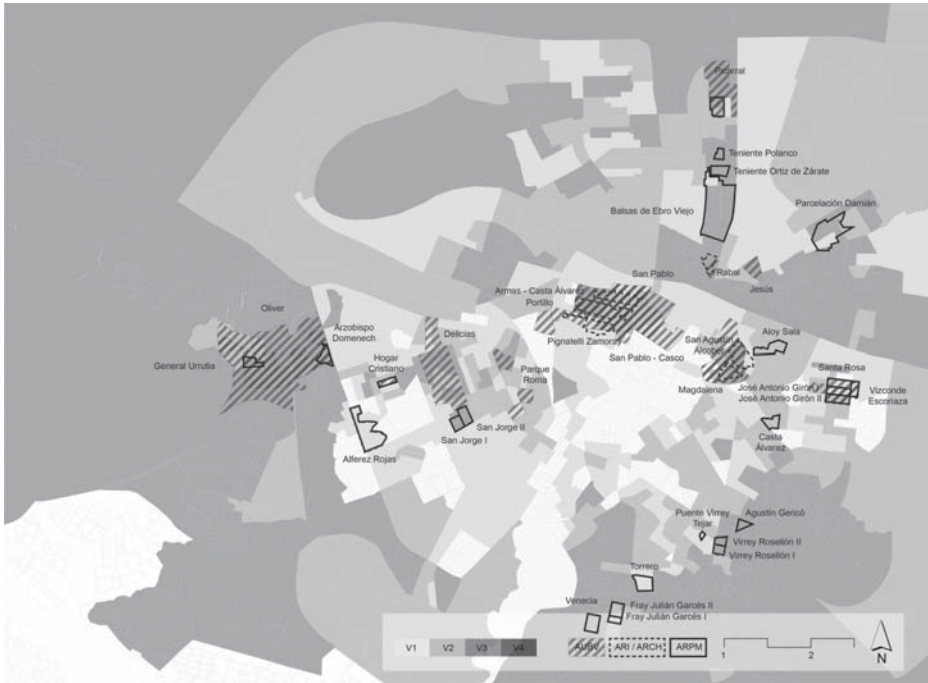 Pizarral
Teniente Polanco
Teniente Ortiz de Zárate
Parcelación Damián
Balsas de Ebro Viejo
Rabal
San Pablo
Jesús
Armas - Casta Álvarez
Portillo
Oliver
Arzobispo
Domenech
Delicias
Pignatelli Zamoray
San Pablo - Casco
San Agustín
Alcober
Aloy Sala
General Urrutia
Hogar
Cristiano
Parque
Roma
Santa Rosa
Magdalena
José Antonio Girón I
José Antonio Girón II
Vizconde
Escoriaza
San Jorge II
San Jorge I
Alferez Rojas
Casta
Álvarez
Puente Virrey
Tejar
Agustín Gericó
Virrey Rosellón II
Virrey Rosellón I
Torrero
Venecia
Fray Julián Garcés II
Fray Julián Garcés I
V1 V2 V3 V4 AUBV ARI / ARCH ARPM 1 2 N